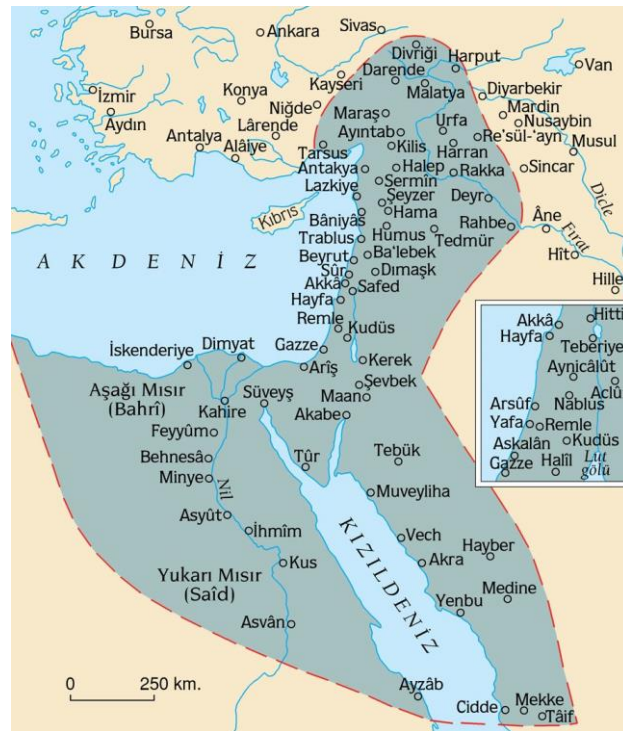 Bursa
Ankara
Sivas
Divriği
Harput
Van
Darende
Kayseri
Malatya
Diyarbekir
İzmir
Konya
Niğde
Mardin
Nusaybin
Aydın
Lârende
Maraş
Urfa
Antalya
Alâiye
Ayıntab
Kilis
Re'sül-'ayn
Musul
Tarsus
Harran
Antakya
Halep
Rakka
Sincar
Lazkiye
Sermîn
Dicle
Şeyzer
Deyr
Kıbrıs
Bâniyâs
Hama
Rahbe
Âne
Trablus
Humus
Tedmür
Fırat
AKDENİZ
Beyrut
Ba'lebek
Hît
Sûr
Dımaşk
Akkâ
Safed
Hille
Hayfa
Remle
Kudüs
Akkâ
Hitti
Hayfa
Teberiye
Dimyat
Gazze
İskenderiye
Arîş
Kerek
Aynicâlût
Şevbek
Aclû
Aşağı Mısır
(Bahrî)
Süveyş
Maan
Nablus
Arsûf
Kahire
Akabe
Yafa
Remle
Feyyûm
Askalân
Kudüs
Gazze
Halîl
Lut
gölü
Behnesâ
Tûr
Tebük
Minye
Nil
Muveyliha
Asyût
İhmîm
KIZILDENİZ
Vech
Hayber
Kus
Akra
Yukarı Mısır
(Saîd)
Medine
Yenbu
Asvân
0 250 km.
Ayzâb
Cidde
Mekke
Tâif